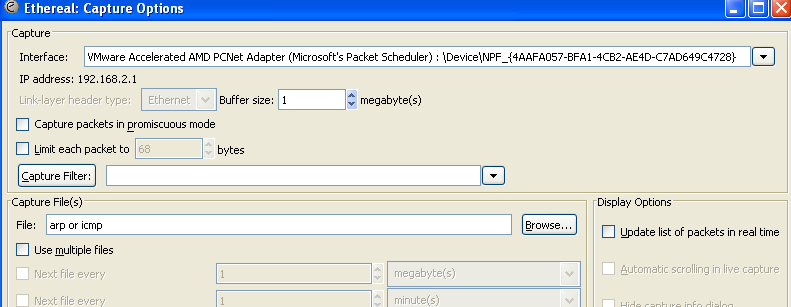 Ethereal: Capture Options
Capture
Interface: VMware Accelerated AMD PCNet Adapter (Microsoft's Packet Scheduler) : \Device\NPF_{4AAFA057-BFA1-4CB2-AE4D-C7AD649C4728}
IP address: 192.168.2.1
Link-layer header type: Ethernet Buffer size: 1 megabyte(s)
Capture packets in promiscuous mode
Limit each packet to 68 bytes
Capture Filter:
Capture File(s)
File: arp or icmp Browse...
Use multiple files
Next file every 1 megabyte(s)
Next file every 1 minute(s)
Display Options
Update list of packets in real time
Automatic scrolling in live capture
Hide capture info dialog